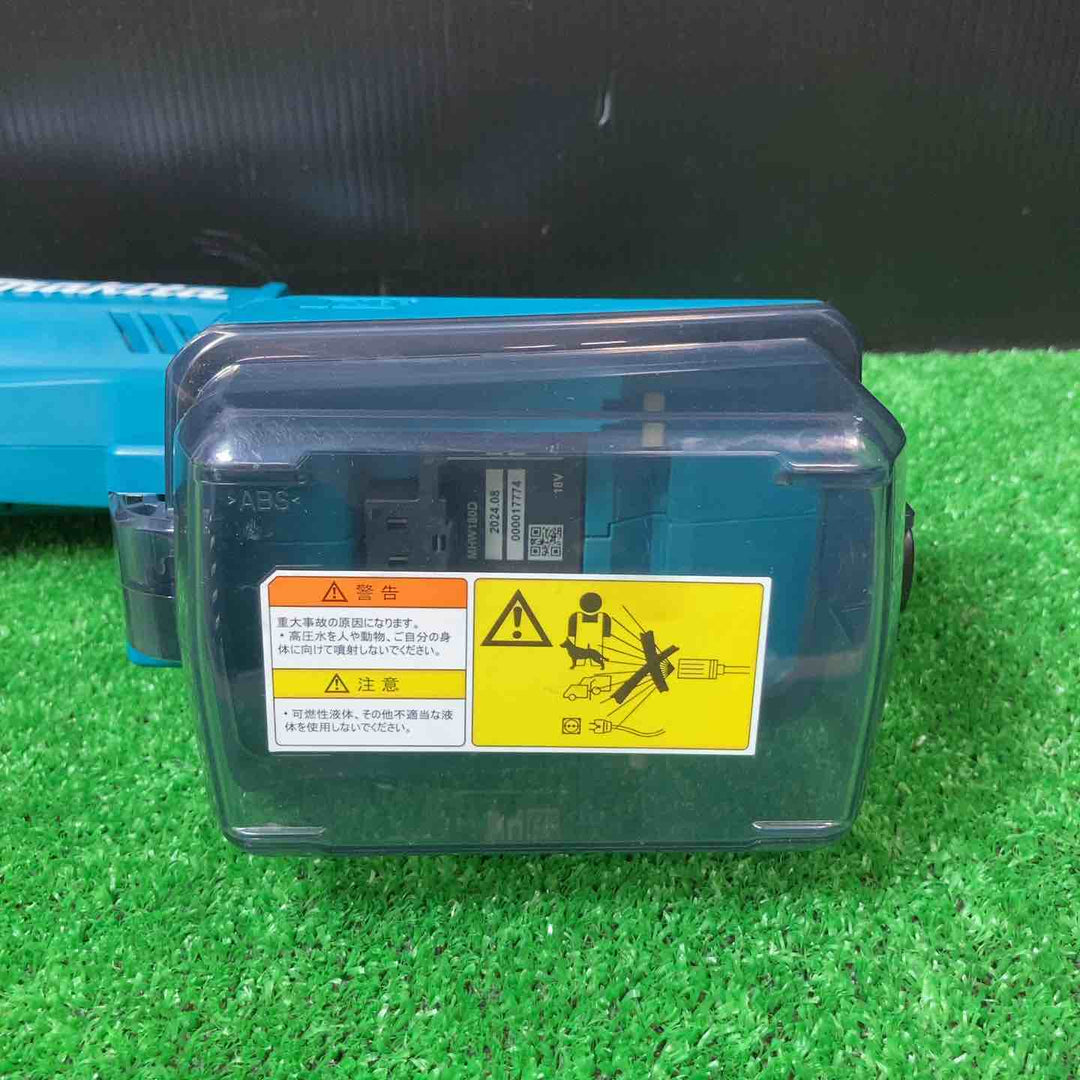 >ABS<
MHW180D
2024.08
000017774
18V
警告
重大事故の原因になります。
・高圧水を人や動物、ご自分の身
体に向けて噴射しないでください。
注意
・可燃性液体、その他不適当な液
体を使用しないでください。